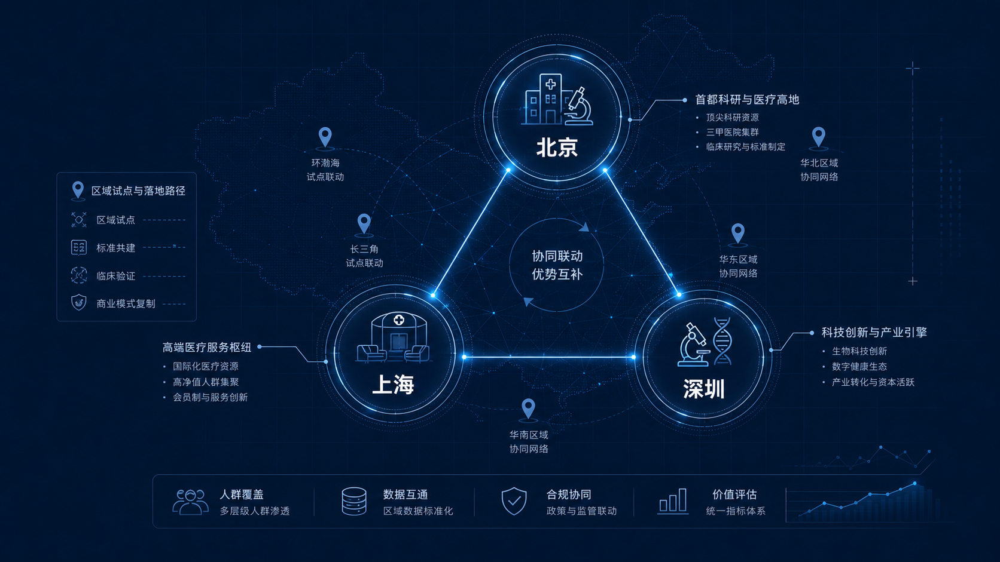 北京
首都科研与医疗高地
• 顶尖科研资源
• 三甲医院集群
• 临床研究与标准制定
环渤海
试点联动
华北区域
协同网络
区域试点与落地路径
区域试点
标准共建
临床验证
商业模式复制
长三角
试点联动
协同联动
优势互补
华东区域
协同网络
高端医疗服务枢纽
• 国际化医疗资源
• 高净值人群集聚
• 会员制与服务创新
上海
深圳
科技创新与产业引擎
• 生物科技创新
• 数字健康生态
• 产业转化与资本活跃
华南区域
协同网络
人群覆盖
多层级人群渗透
数据互通
区域数据标准化
合规协同
政策与监管联动
价值评估
统一指标体系